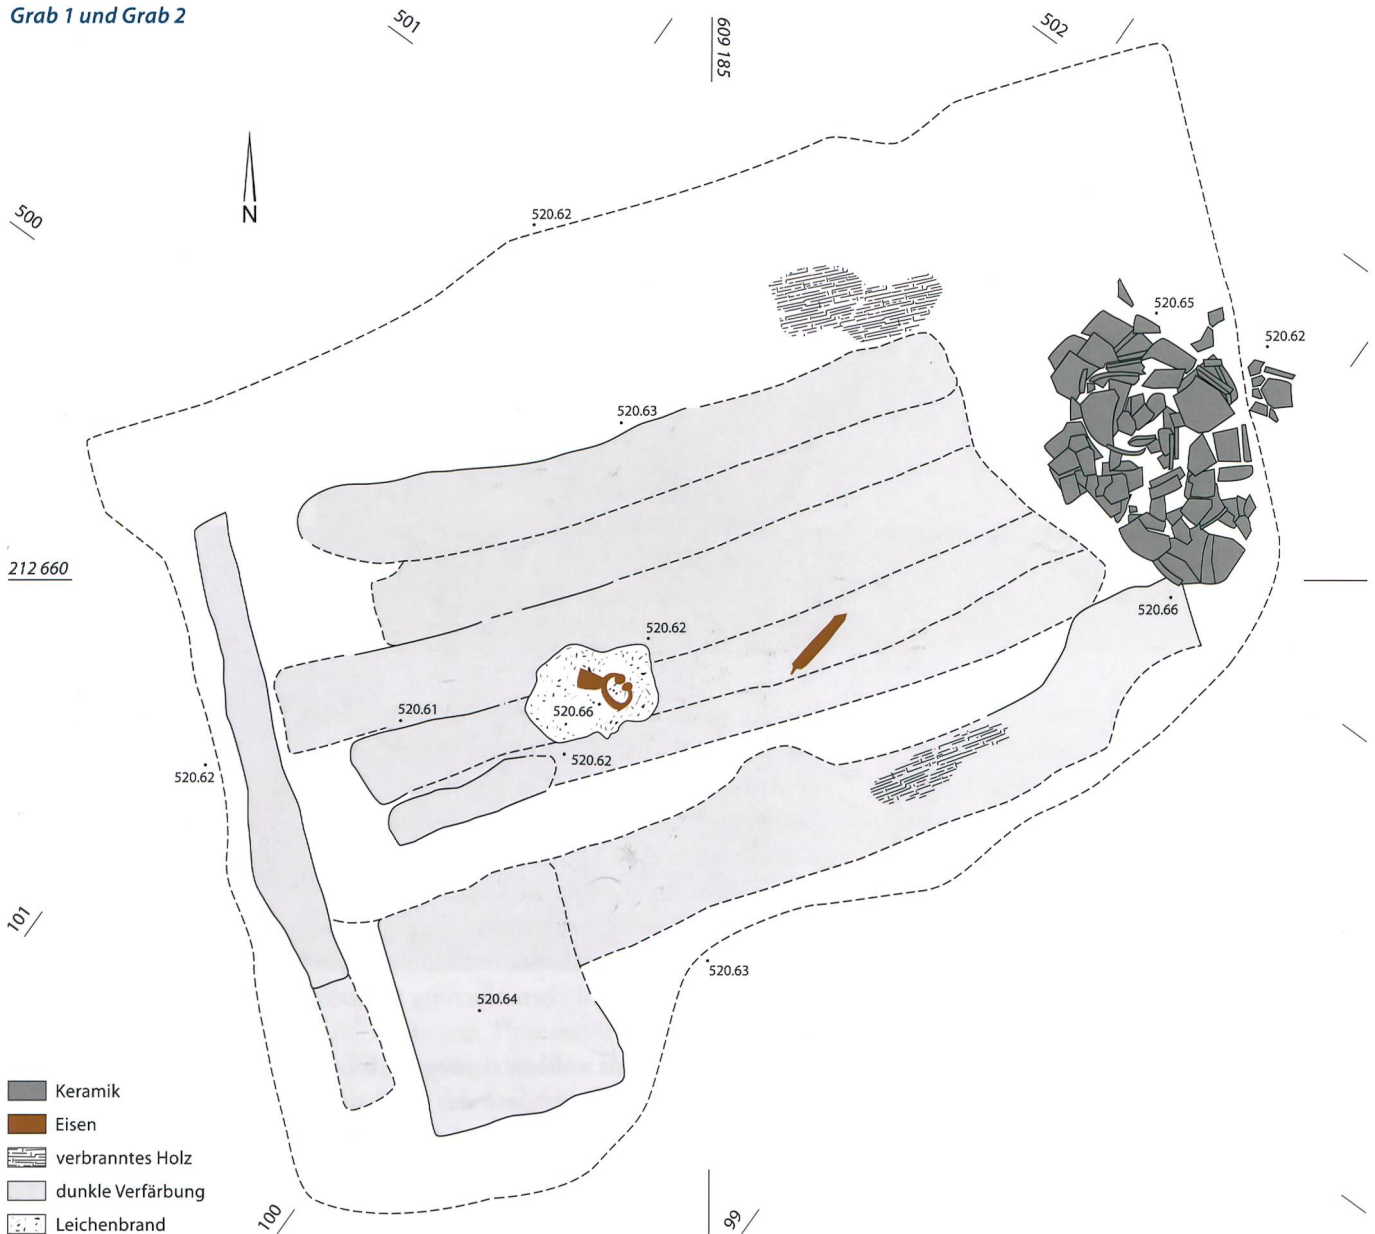 Grab 1 und Grab 2
501
609 185
502
500
N
520.62
520.65
520.62
520.63
212 660
520.66
520.62
520.61
520.66
520.62
520.62
101
520.63
520.64
Keramik
Eisen
verbranntes Holz
dunkle Verfärbung
Leichenbrand
100
99